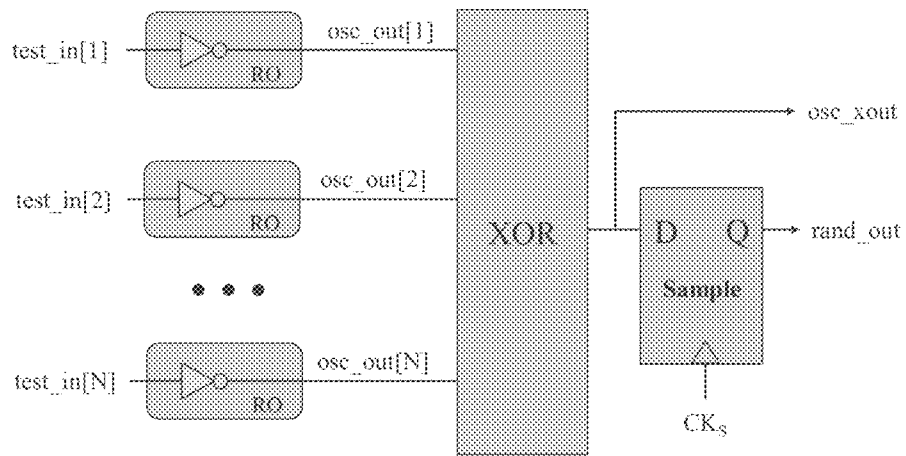 test_in[1]
RO
osc_out[1]
test_in[2]
RO
osc_out[2]
test_in[N]
RO
osc_out[N]
XOR
osc_xout
D Q
Sample
rand_out
CKS